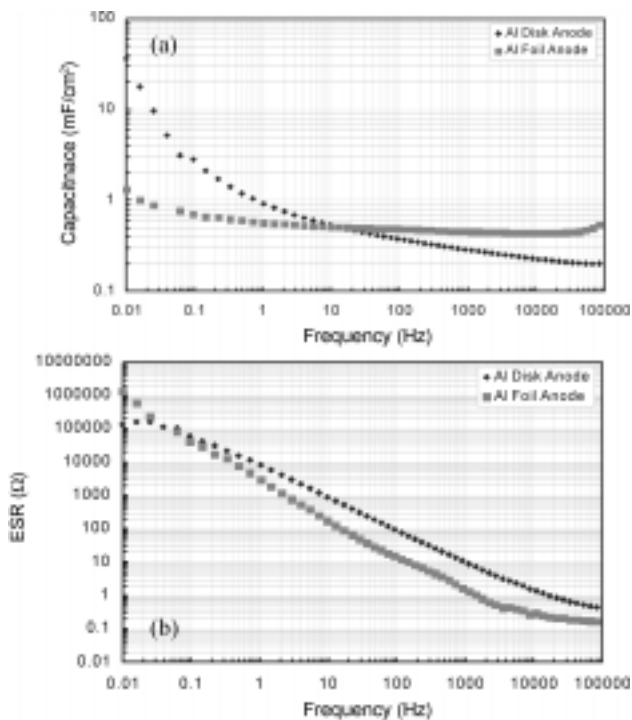 100
(a)
Al Disk Anode
Al Foil Anode
10
Capacitnace (mF/cm²)
1
0.1
0.01 0.1 1 10 100 1000 10000 100000
Frequency (Hz)
10000000
Al Disk Anode
1000000
Al Foil Anode
100000
10000
1000
ESR (Ω)
100
10
1
0.1
(b)
0.01
0.01 0.1 1 10 100 1000 10000 100000
Frequency (Hz)